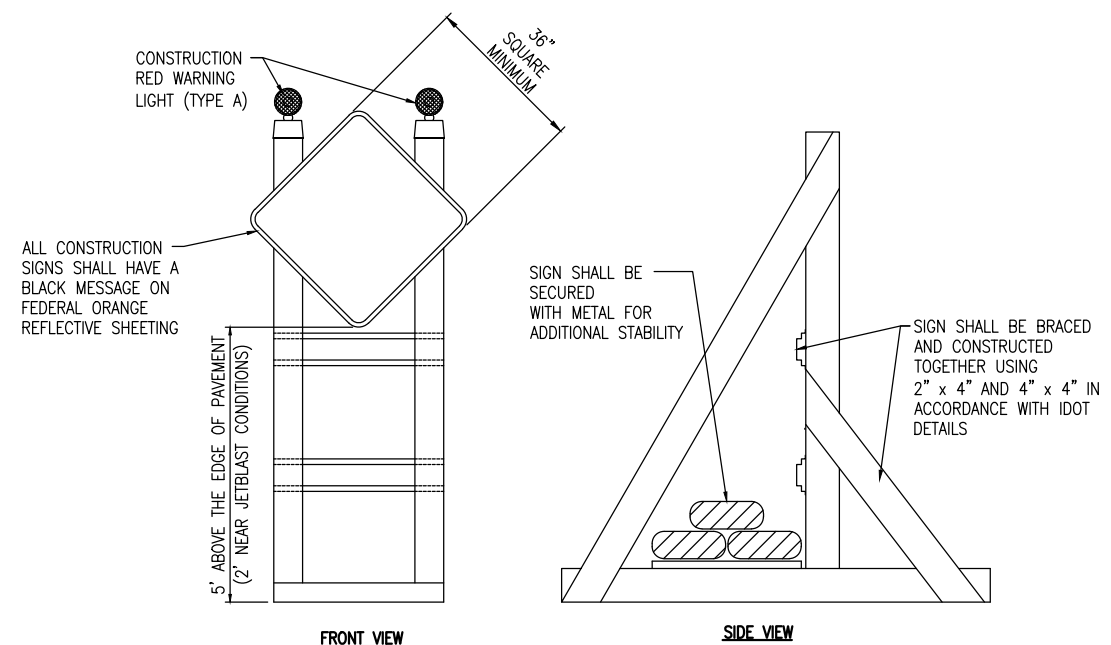 CONSTRUCTION
RED WARNING
LIGHT (TYPE A)
36"
SQUARE
MINIMUM
ALL CONSTRUCTION
SIGNS SHALL HAVE A
BLACK MESSAGE ON
FEDERAL ORANGE
REFLECTIVE SHEETING
5' ABOVE THE EDGE OF PAVEMENT
(2' NEAR JETBLAST CONDITIONS)
FRONT VIEW
SIGN SHALL BE
SECURED
WITH METAL FOR
ADDITIONAL STABILITY
SIGN SHALL BE BRACED
AND CONSTRUCTED
TOGETHER USING
2" x 4" AND 4" x 4" IN
ACCORDANCE WITH IDOT
DETAILS
SIDE VIEW